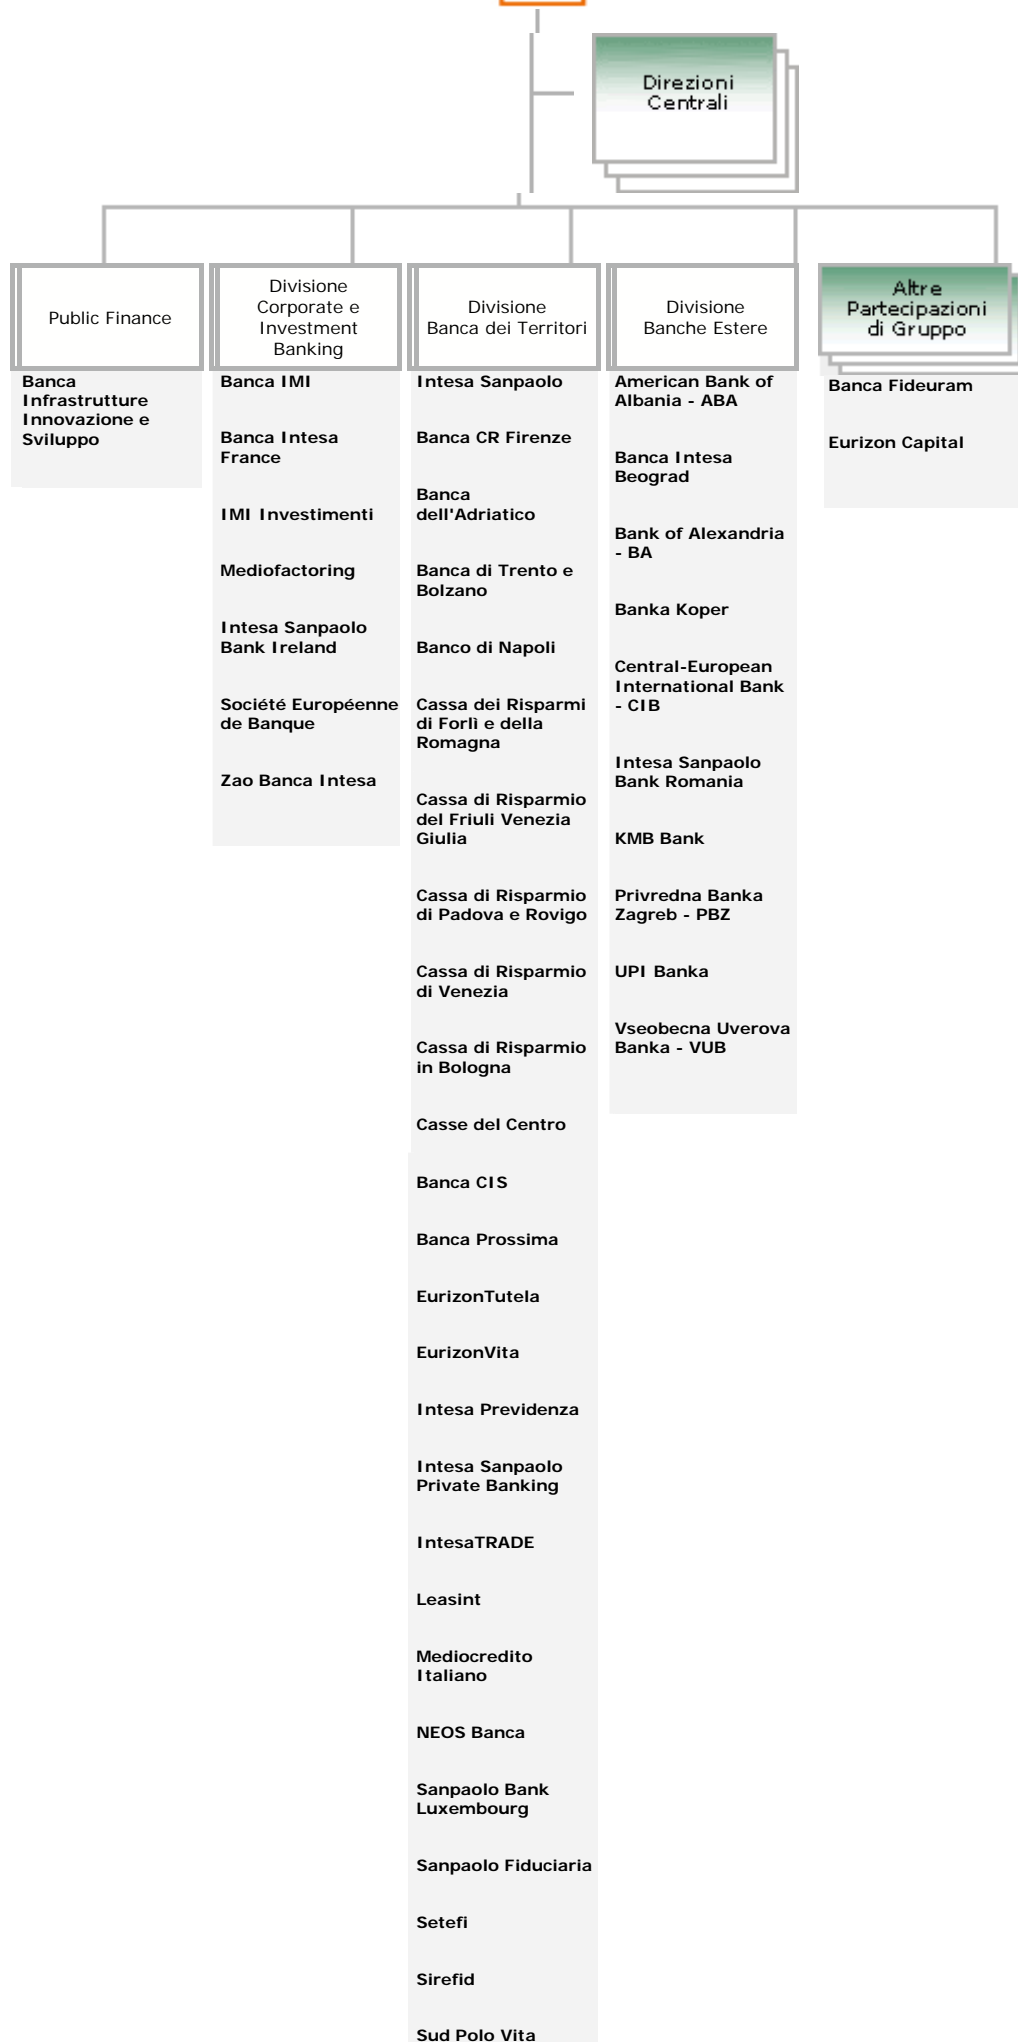 Direzioni
Centrali
Public Finance
Divisione
Corporate e
Investment
Banking
Divisione
Banca dei Territori
Divisione
Banche Estere
Altre
Partecipazioni
di Gruppo
Banca
Infrastrutture
Innovazione e
Sviluppo
Banca IMI
Banca Intesa
France
IMI Investimenti
Mediofactoring
Intesa Sanpaolo
Bank Ireland
Société Européenne
de Banque
Zao Banca Intesa
Intesa Sanpaolo
Banca CR Firenze
Banca
dell'Adriatico
Banca di Trento e
Bolzano
Banco di Napoli
Cassa dei Risparmi
di Forlì e della
Romagna
Cassa di Risparmio
del Friuli Venezia
Giulia
Cassa di Risparmio
di Padova e Rovigo
Cassa di Risparmio
di Venezia
Cassa di Risparmio
in Bologna
Casse del Centro
Banca CIS
Banca Prossima
EurizonTutela
EurizonVita
Intesa Previdenza
Intesa Sanpaolo
Private Banking
IntesaTRADE
Leasint
Mediocredito
Italiano
NEOS Banca
Sanpaolo Bank
Luxembourg
Sanpaolo Fiduciaria
Setefi
Sirefid
Sud Polo Vita
American Bank of
Albania - ABA
Banca Intesa
Beograd
Bank of Alexandria
- BA
Banka Koper
Central-European
International Bank
- CIB
Intesa Sanpaolo
Bank Romania
KMB Bank
Privredna Banka
Zagreb - PBZ
UPI Banka
Vseobecna Uverova
Banka - VUB
Banca Fideuram
Eurizon Capital